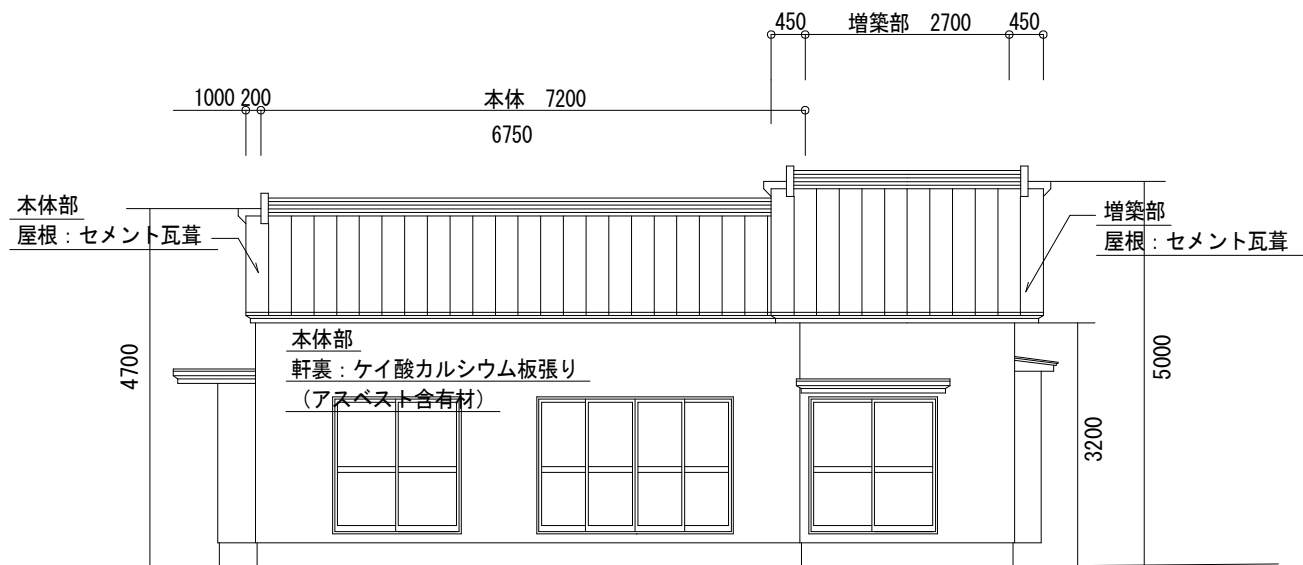 450
増築部 2700
450
1000
200
本体 7200
6750
本体部
屋根：セメント瓦葺
増築部
屋根：セメント瓦葺
本体部
軒裏：ケイ酸カルシウム板張り
（アスベスト含有材）
4700
3200
5000